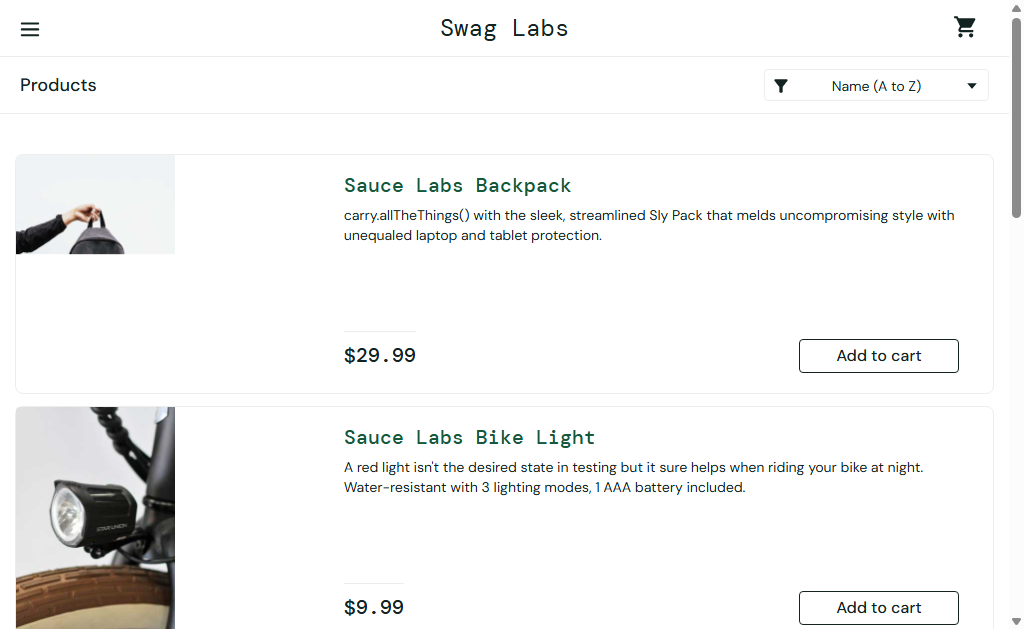 Swag Labs
Products
Name (A to Z)
Sauce Labs Backpack
carry.allTheThings() with the sleek, streamlined Sly Pack that melds uncompromising style with
unequaled laptop and tablet protection.
$29.99
Add to cart
Sauce Labs Bike Light
A red light isn't the desired state in testing but it sure helps when riding your bike at night.
Water-resistant with 3 lighting modes, 1 AAA battery included.
$9.99
Add to cart